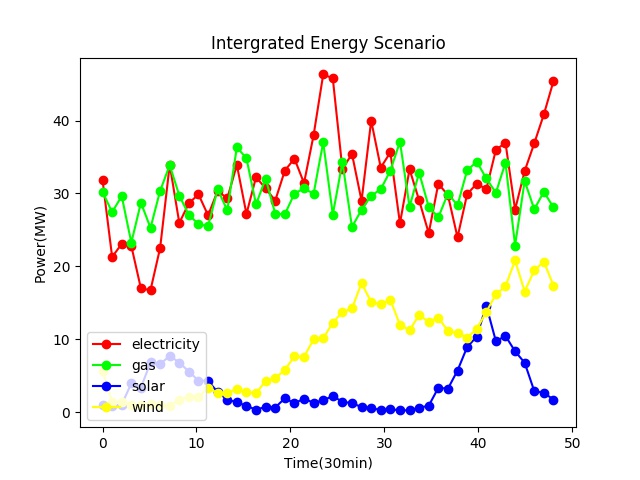 Intergrated Energy Scenario
Power(MW)
40
30
20
10
0
electricity
gas
solar
wind
0 10 20 30 40 50
Time(30min)